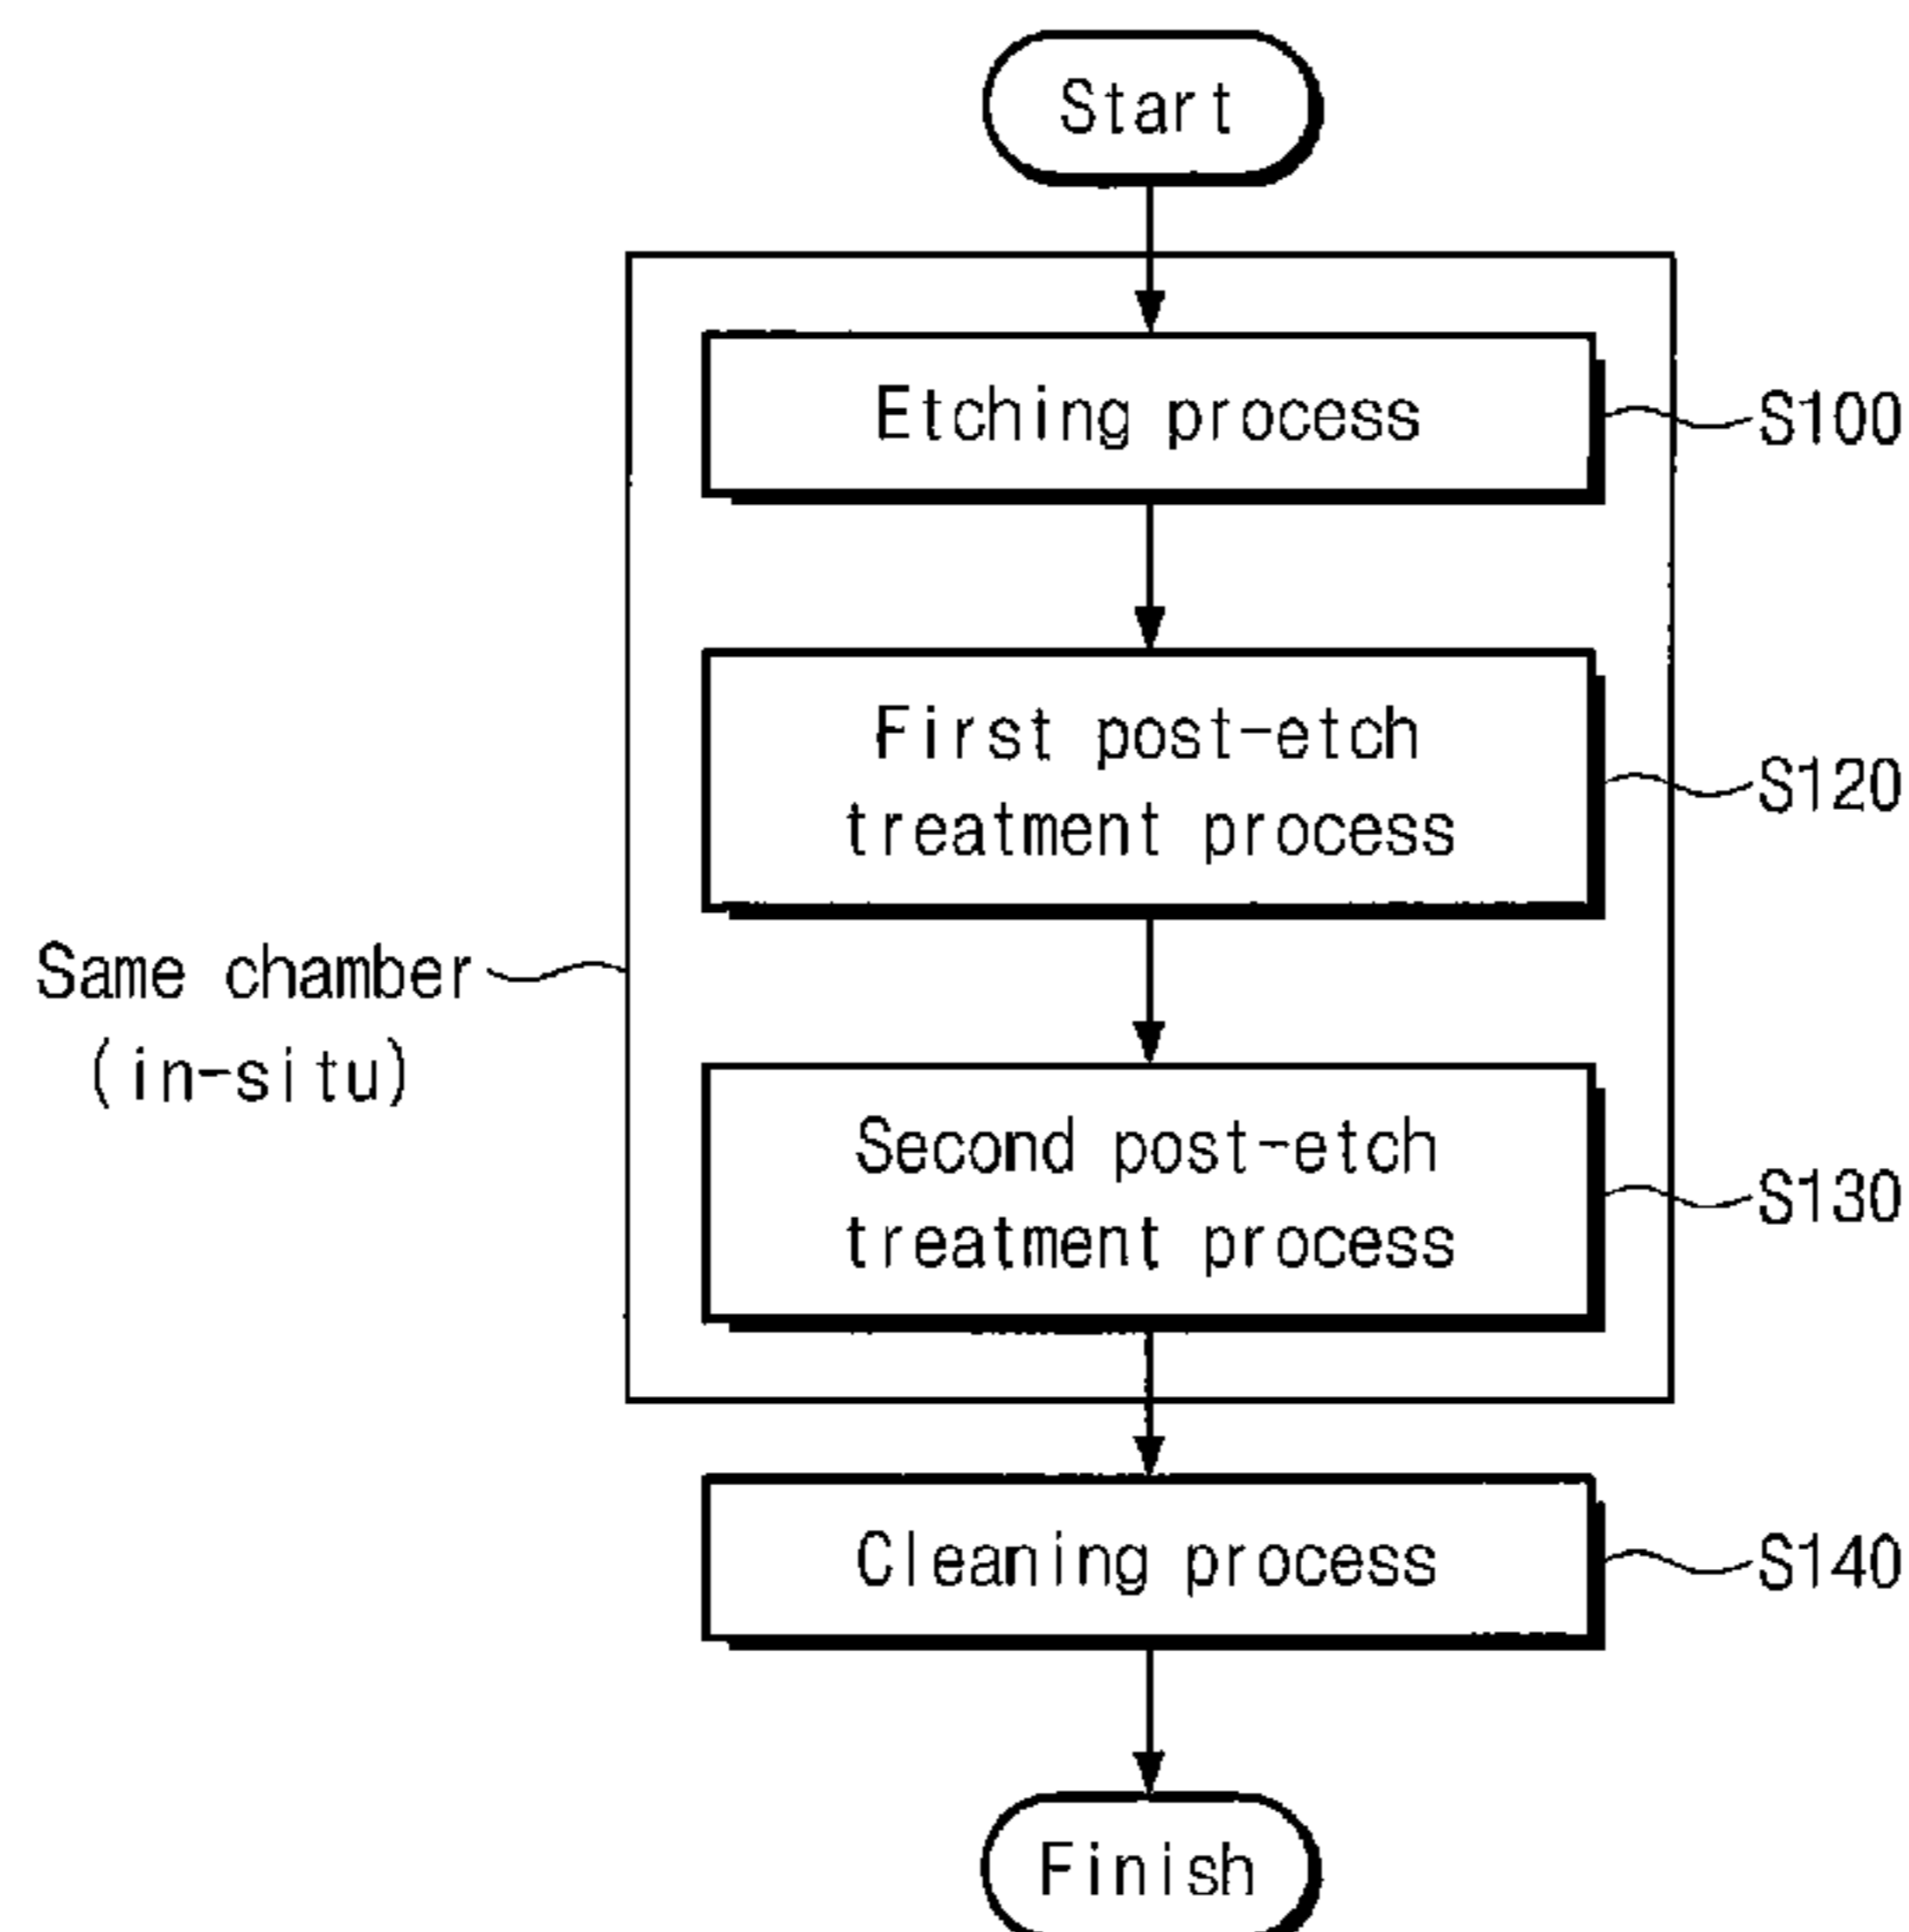 Start
Etching process
S100
First post-etch
treatment process
S120
Same chamber
(in-situ)
Second post-etch
treatment process
S130
Cleaning process
S140
Finish